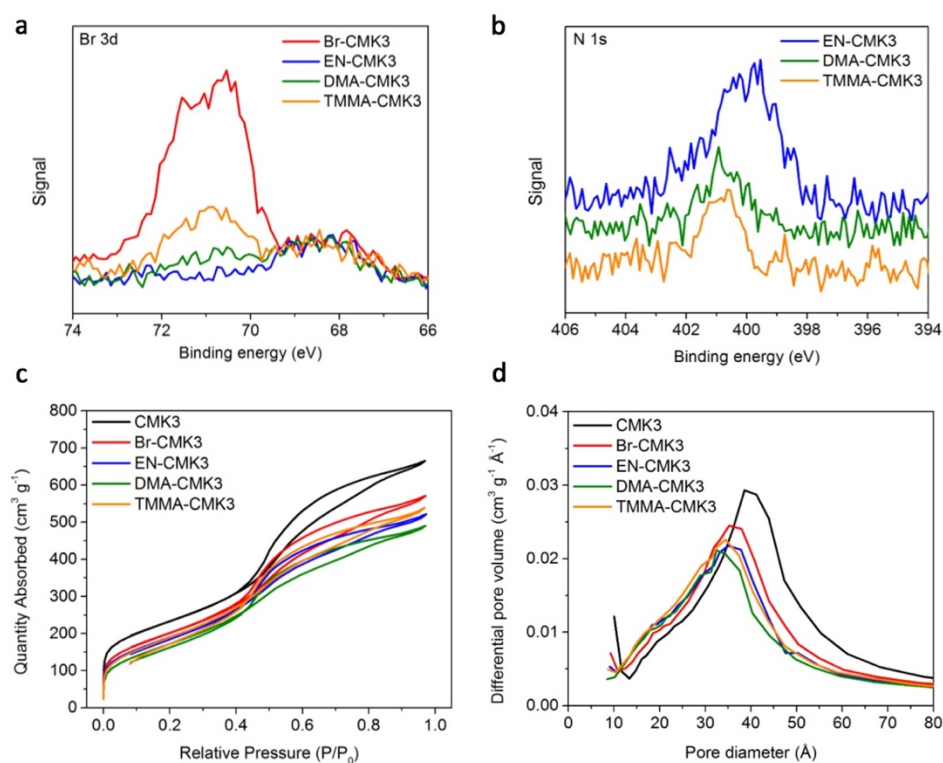 a
Br 3d
Br-CMK3
EN-CMK3
DMA-CMK3
TMMA-CMK3
Signal
74 72 70 68 66
Binding energy (eV)
b
N 1s
EN-CMK3
DMA-CMK3
TMMA-CMK3
Signal
406 404 402 400 398 396 394
Binding energy (eV)
c
800
700
600
500
400
300
200
100
0
CMK3
Br-CMK3
EN-CMK3
DMA-CMK3
TMMA-CMK3
Quantity Absorbed (cm³ g⁻¹)
0.0 0.2 0.4 0.6 0.8 1.0
Relative Pressure (P/P₀)
d
0.04
0.03
0.02
0.01
0.00
CMK3
Br-CMK3
EN-CMK3
DMA-CMK3
TMMA-CMK3
Differential pore volume (cm³ g⁻¹ Å⁻¹)
0 10 20 30 40 50 60 70 80
Pore diameter (Å)